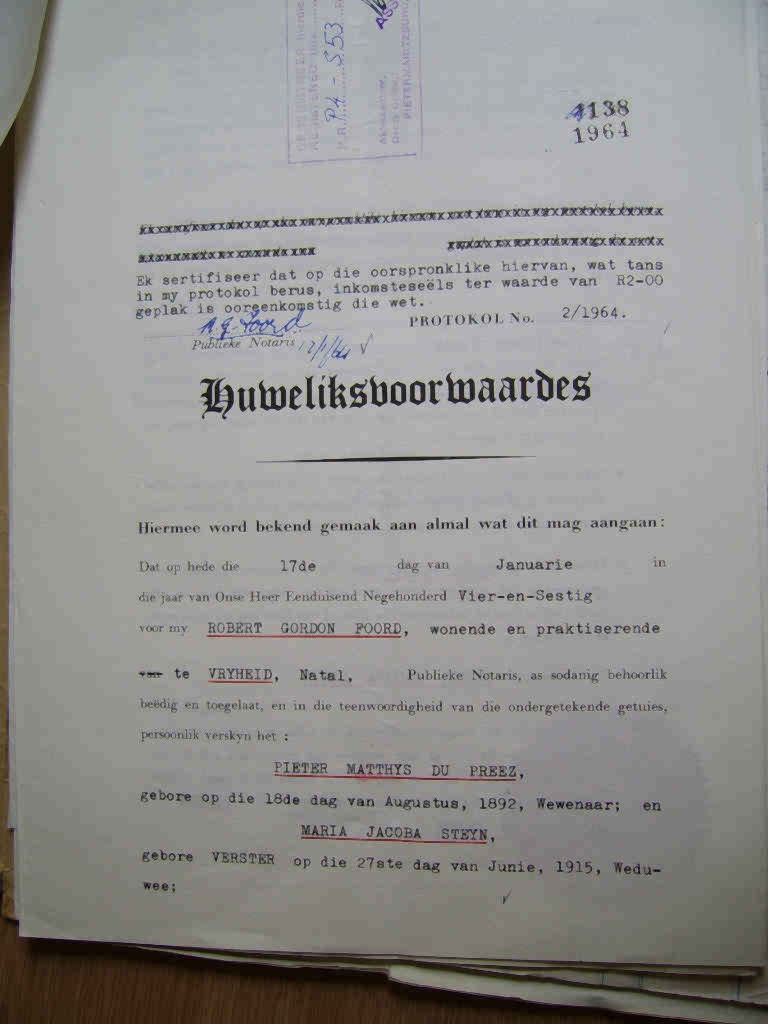 P.A. - S53
PIETERMARITZBURG
1138
1964
Ek sertifiseer dat op die oorspronklike hiervan, wat tans
in my protokol berus, inkomsteseëls ter waarde van R2-00
geplak is ooreenkomstig die wet.
R.G. Foord
PROTOKOL No. 2/1964.
Publieke Notaris
Huweliksvoorwaardes
Hiermee word bekend gemaak aan almal wat dit mag aangaan:
Dat op hede die 17de dag van Januarie in
die jaar van Onse Heer Eenduisend Negehonderd Vier-en-Sestig
voor my ROBERT GORDON FOORD, wonende en praktiserende
te VRYHEID, Natal, Publieke Notaris, as sodanig behoorlik
beëdig en toegelaat, en in die teenwoordigheid van die ondergetekende getuies,
persoonlik verskyn het :
PIETER MATTHYS DU PREEZ,
gebore op die 18de dag van Augustus, 1892, Wewenaar; en
MARIA JACOBA STEYN,
gebore VERSTER op die 27ste dag van Junie, 1915, Wedu-
wee;